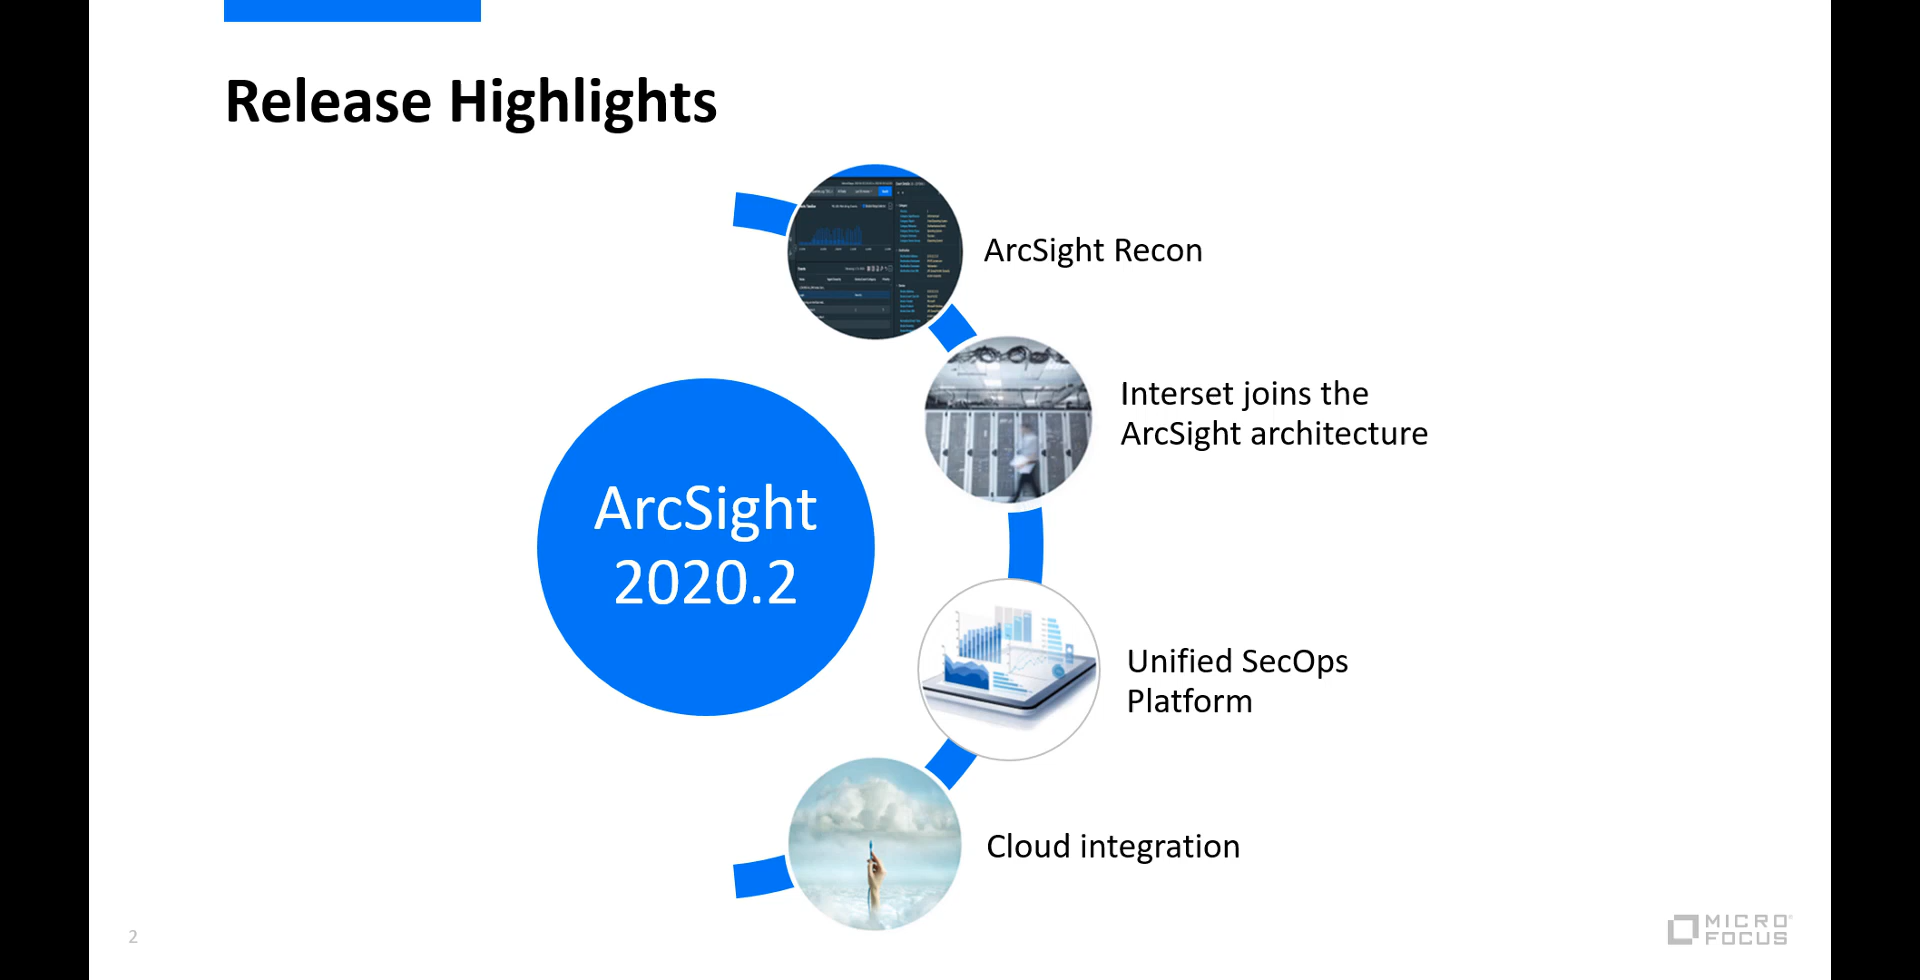 Release Highlights
ArcSight Recon
Interset joins the
ArcSight architecture
ArcSight
2020.2
Unified SecOps
Platform
Cloud integration
2
MICRO
FOCUS